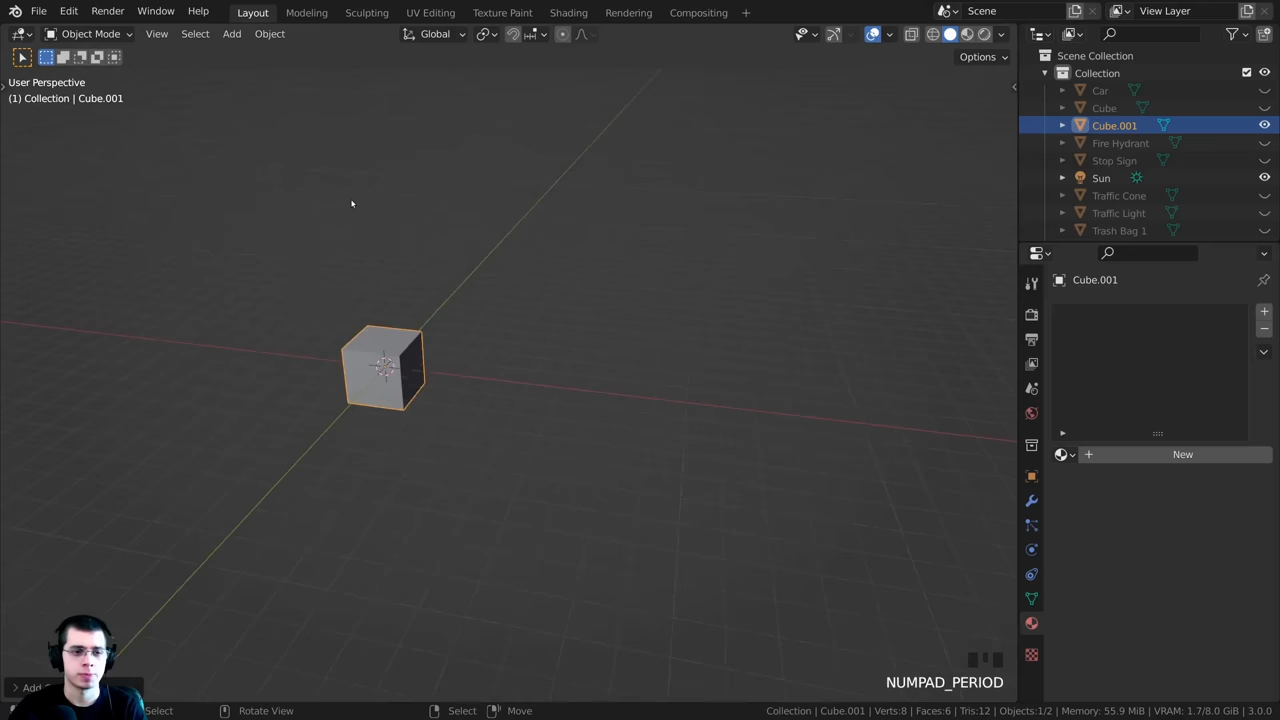 File Edit Render Window Help Layout Modeling Sculpting UV Editing Texture Paint Shading Rendering Compositing + Scene View Layer
Object Mode View Select Add Object Global
Options
User Perspective
(1) Collection | Cube.001
Scene Collection
Collection
Car
Cube
Cube.001
Fire Hydrant
Stop Sign
Sun
Traffic Cone
Traffic Light
Trash Bag 1
Cube.001
New
NUMPAD_PERIOD
Add
Select Rotate View Select Move Collection | Cube.001 | Verts:8 | Faces:6 | Tris:12 | Objects:1/2 | Memory: 55.9 MiB | VRAM: 1.7/8.0 GiB | 3.0.0